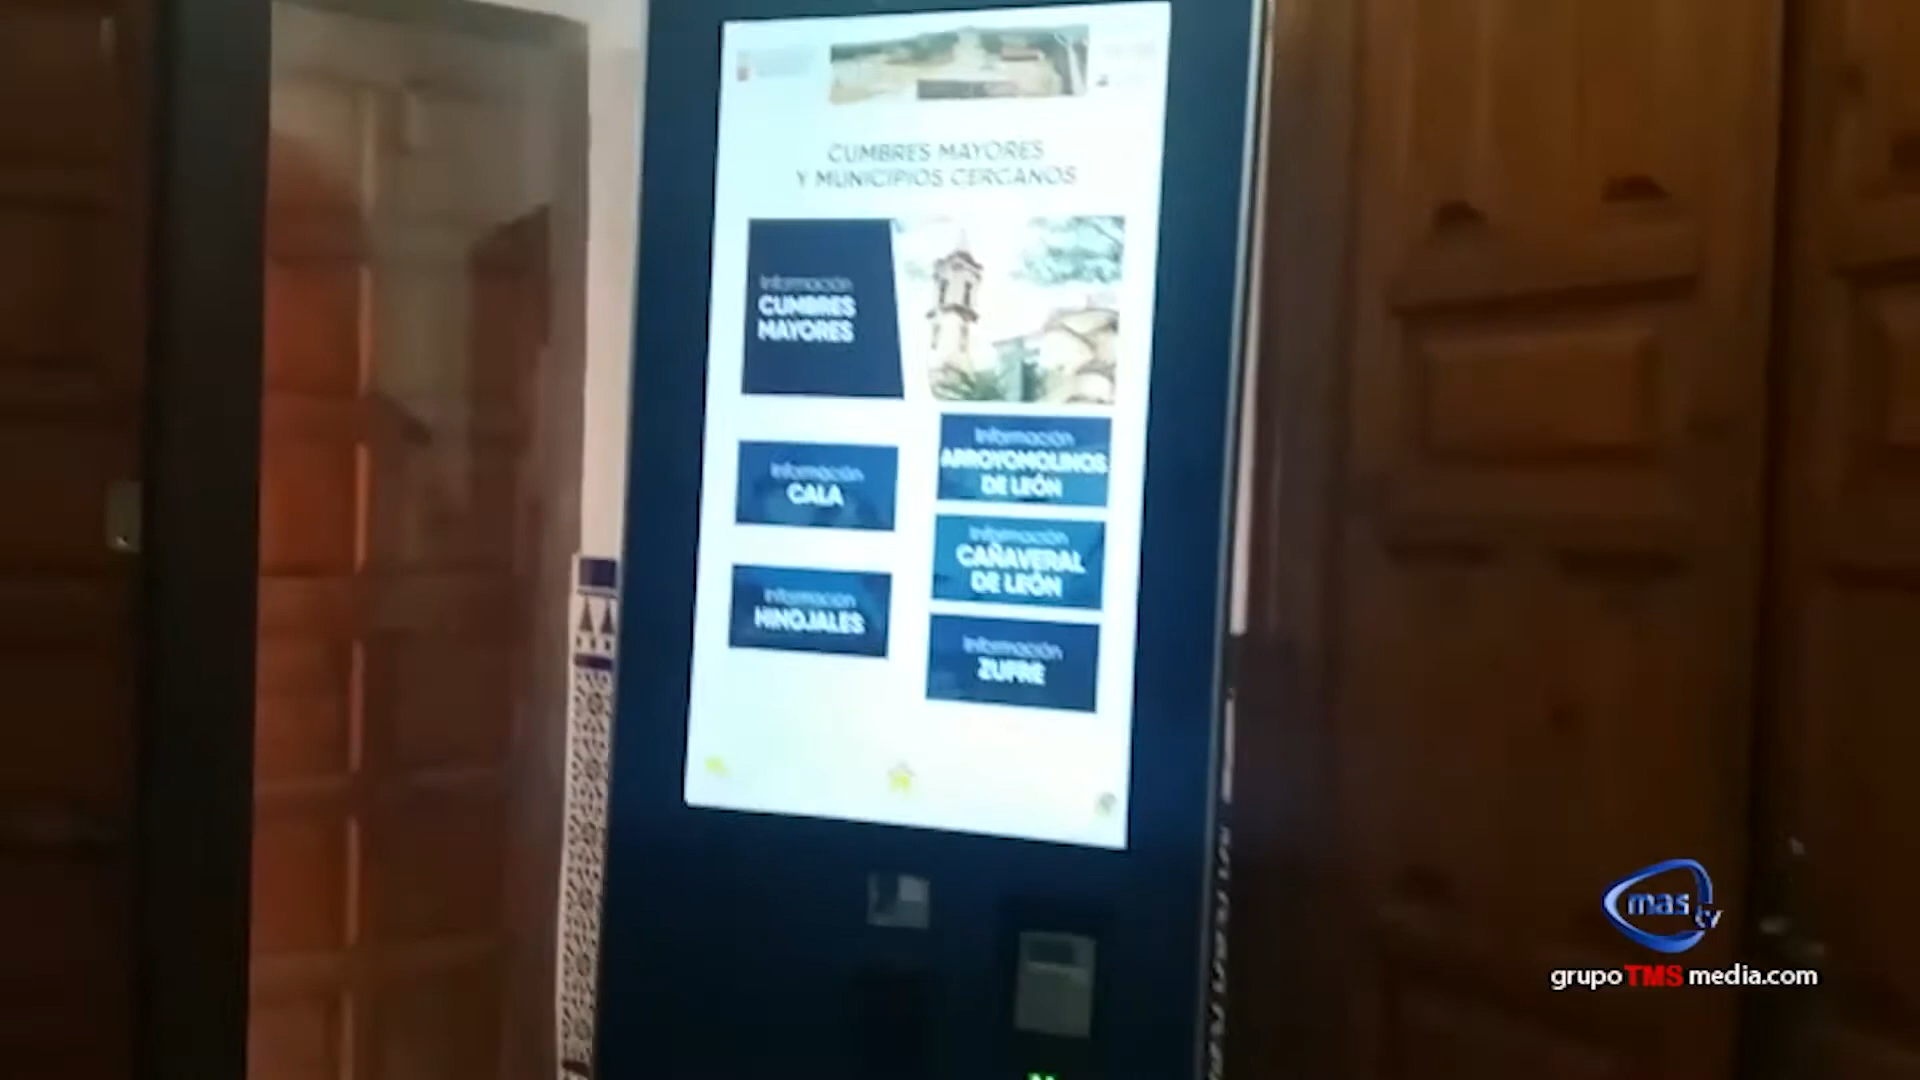 CUMBRES MAYORES
Y MUNICIPIOS CERCANOS
Información
CUMBRES
MAYORES
Información
CALA
Información
HINOJALES
Información
ARROYOMOLINOS
DE LEÓN
Información
CAÑAVERAL
DE LEÓN
Información
ZUFRE
mas tv
grupoTMSmedia.com